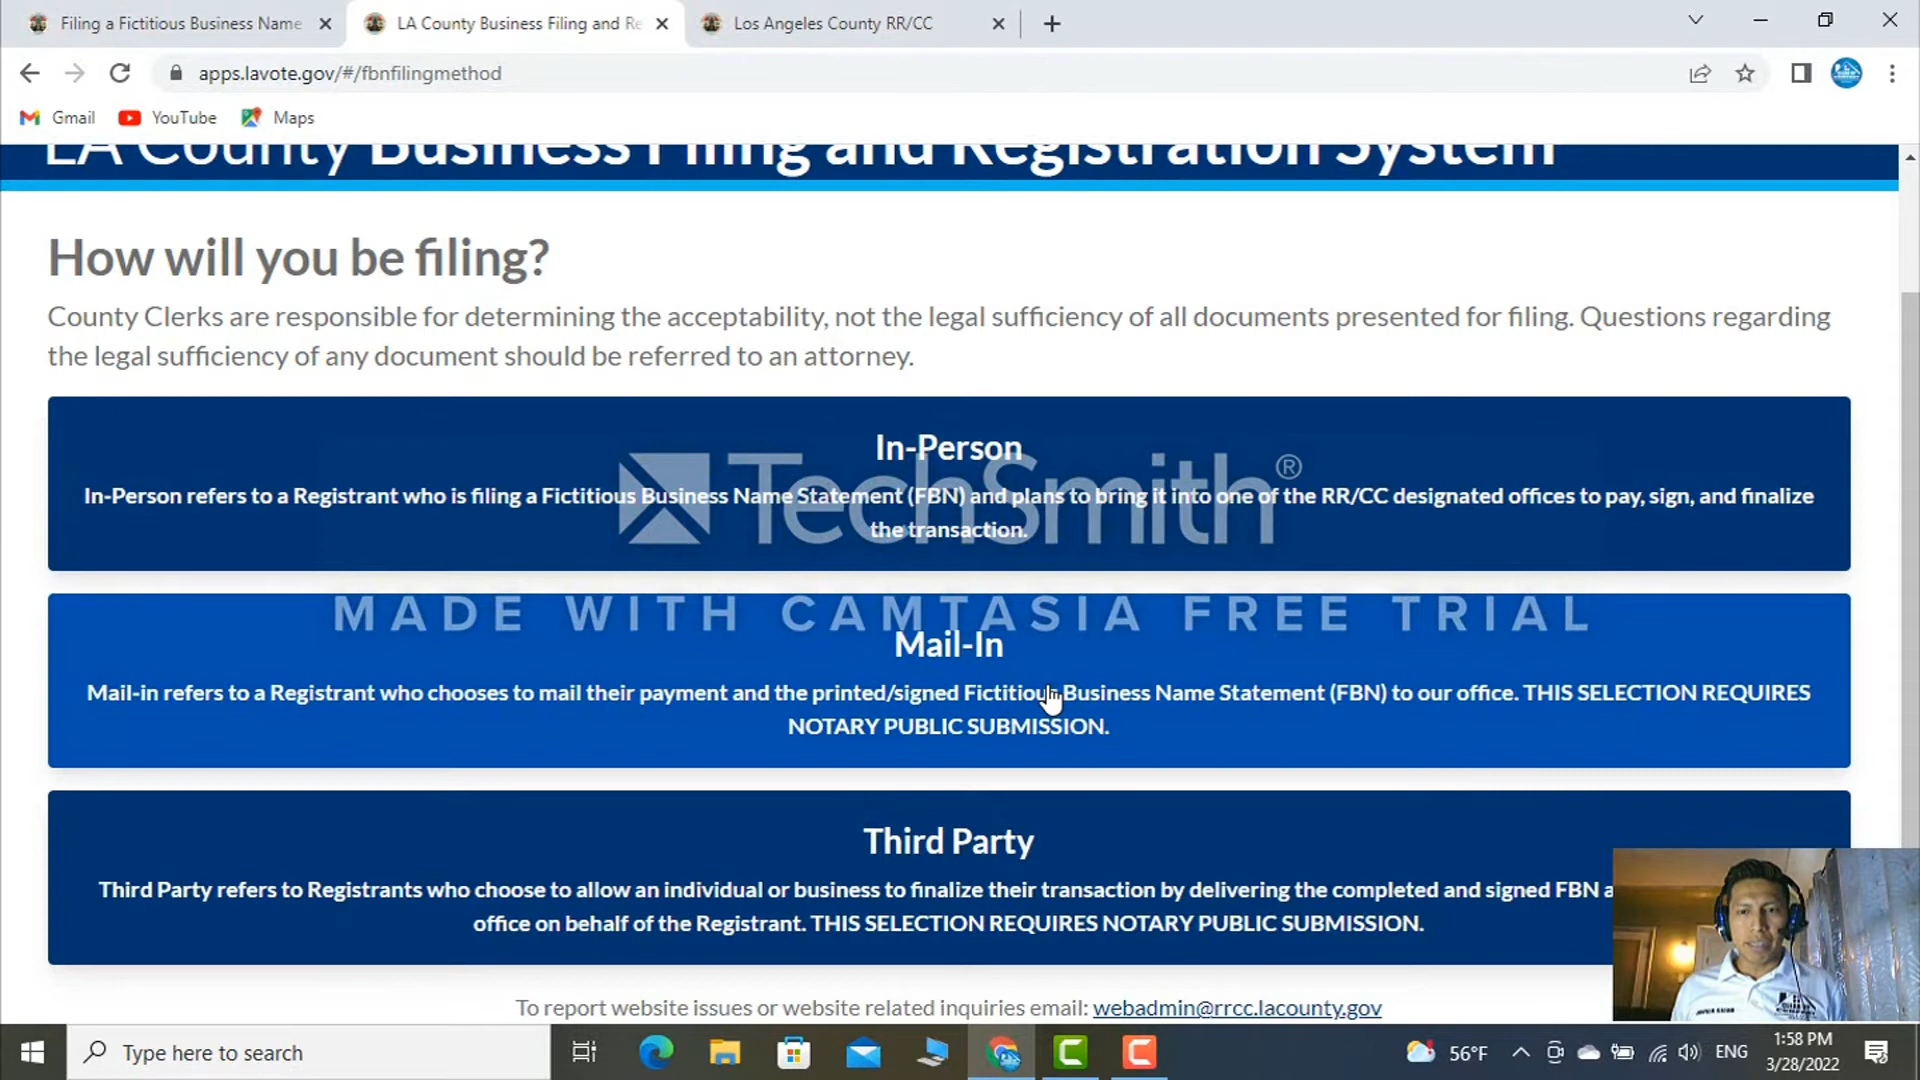 Filing a Fictitious Business Name
LA County Business Filing and Re
Los Angeles County RR/CC
apps.lavote.gov/#/fbnfilingmethod
Gmail
YouTube
Maps
LA County Business Filing and Registration System
How will you be filing?
County Clerks are responsible for determining the acceptability, not the legal sufficiency of all documents presented for filing. Questions regarding
the legal sufficiency of any document should be referred to an attorney.
In-Person
In-Person refers to a Registrant who is filing a Fictitious Business Name Statement (FBN) and plans to bring it into one of the RR/CC designated offices to pay, sign, and finalize
the transaction.
TechSmith®
MADE WITH CAMTASIA FREE TRIAL
Mail-In
Mail-in refers to a Registrant who chooses to mail their payment and the printed/signed Fictitious Business Name Statement (FBN) to our office. THIS SELECTION REQUIRES
NOTARY PUBLIC SUBMISSION.
Third Party
Third Party refers to Registrants who choose to allow an individual or business to finalize their transaction by delivering the completed and signed FBN a
office on behalf of the Registrant. THIS SELECTION REQUIRES NOTARY PUBLIC SUBMISSION.
To report website issues or website related inquiries email: webadmin@rrcc.lacounty.gov
Type here to search
56°F
ENG
1:58 PM
3/28/2022